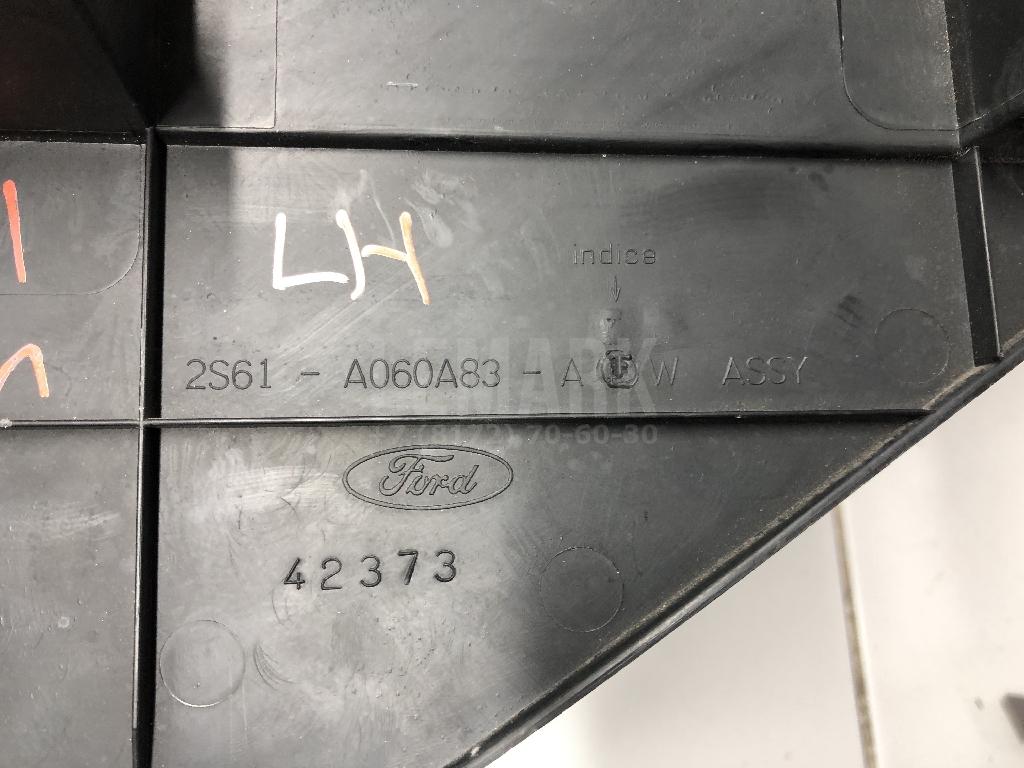 LH
indice
2S61 - A060A83 - A W ASSY
Ford
42373